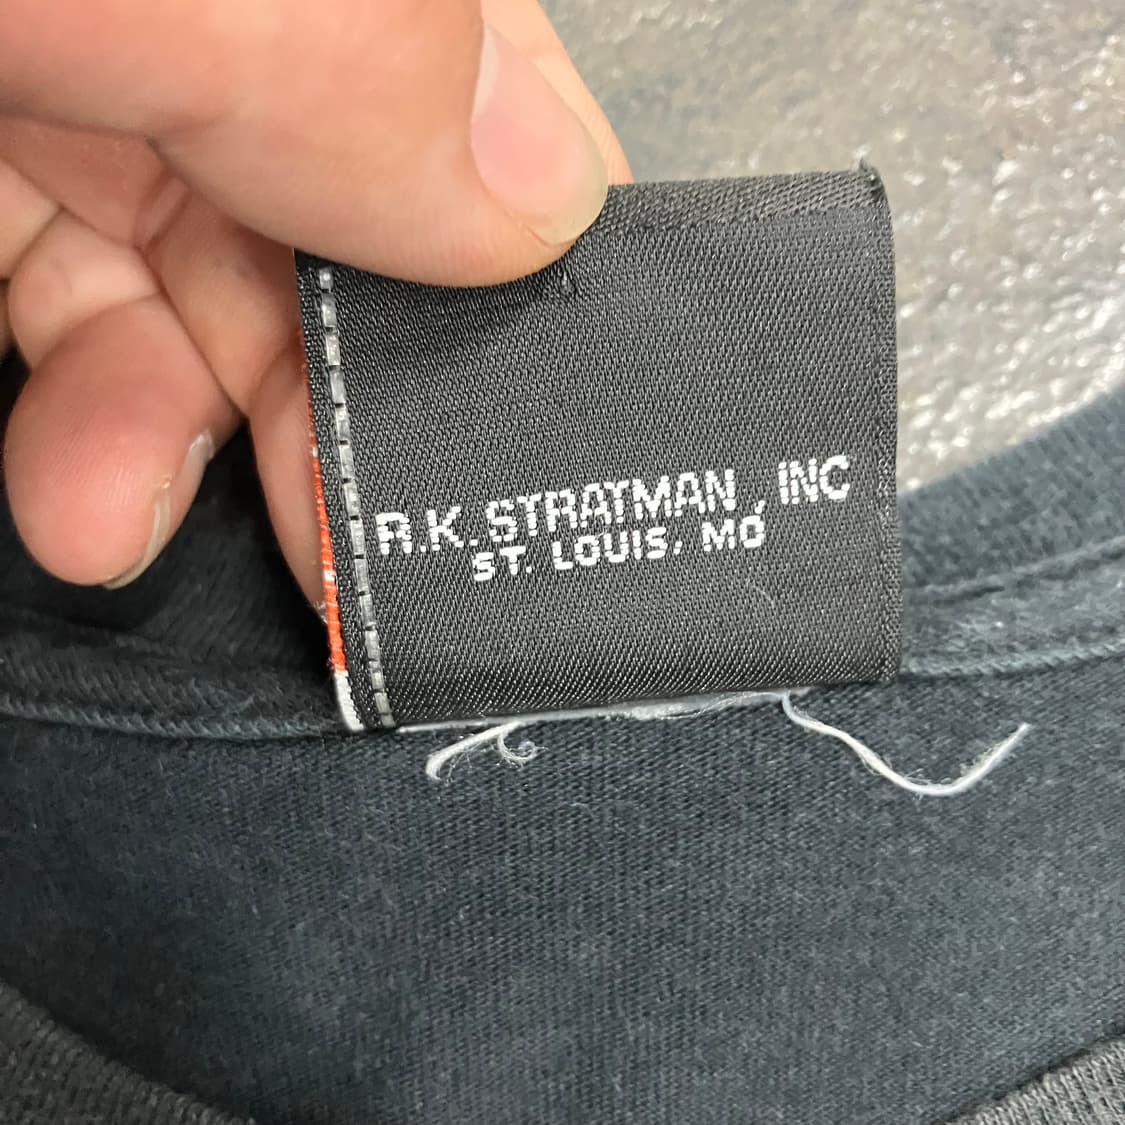 R.K. STRATMAN, INC
ST. LOUIS. MO